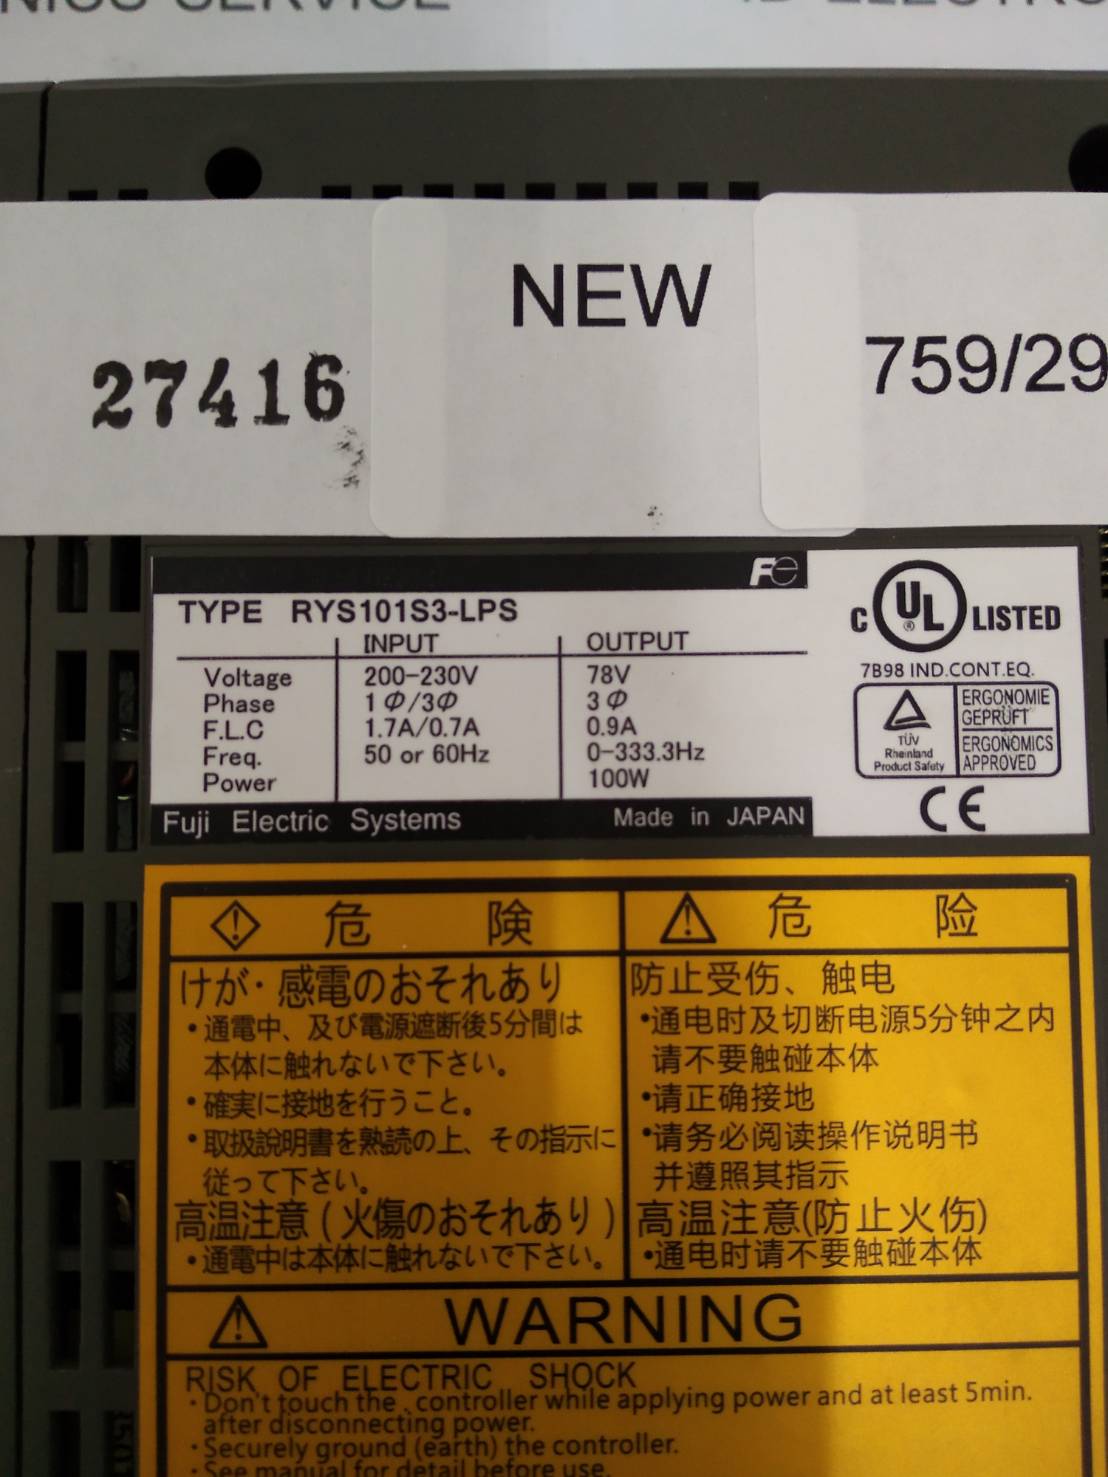 NICS SERVICE
NEW
27416
759/29
Fe
TYPE RYS101S3-LPS
INPUT OUTPUT
Voltage 200-230V 78V
Phase 1Φ/3Φ 3Φ
F.L.C 1.7A/0.7A 0.9A
Freq. 50 or 60Hz 0-333.3Hz
Power 100W
Fuji Electric Systems Made in JAPAN
C UL ® LISTED
7B98 IND.CONT.EQ.
TÜV
Rheinland
Product Safety
ERGONOMIE
GEPRÜFT
ERGONOMICS
APPROVED
CE
危険
けが・感電のおそれあり
・通電中、及び電源遮断後5分間は
本体に触れないで下さい。
・確実に接地を行うこと。
・取扱説明書を熟読の上、その指示に
従って下さい。
高温注意(火傷のおそれあり)
・通電中は本体に触れないで下さい。
危险
防止受伤、触电
•通电时及切断电源5分钟之内
请不要触碰本体
•请正确接地
•请务必阅读操作说明书
并遵照其指示
高温注意(防止火伤)
•通电时请不要触碰本体
WARNING
RISK OF ELECTRIC SHOCK
・Don't touch the controller while applying power and at least 5min.
after disconnecting power.
・Securely ground (earth) the controller.
・See manual for detail before use.